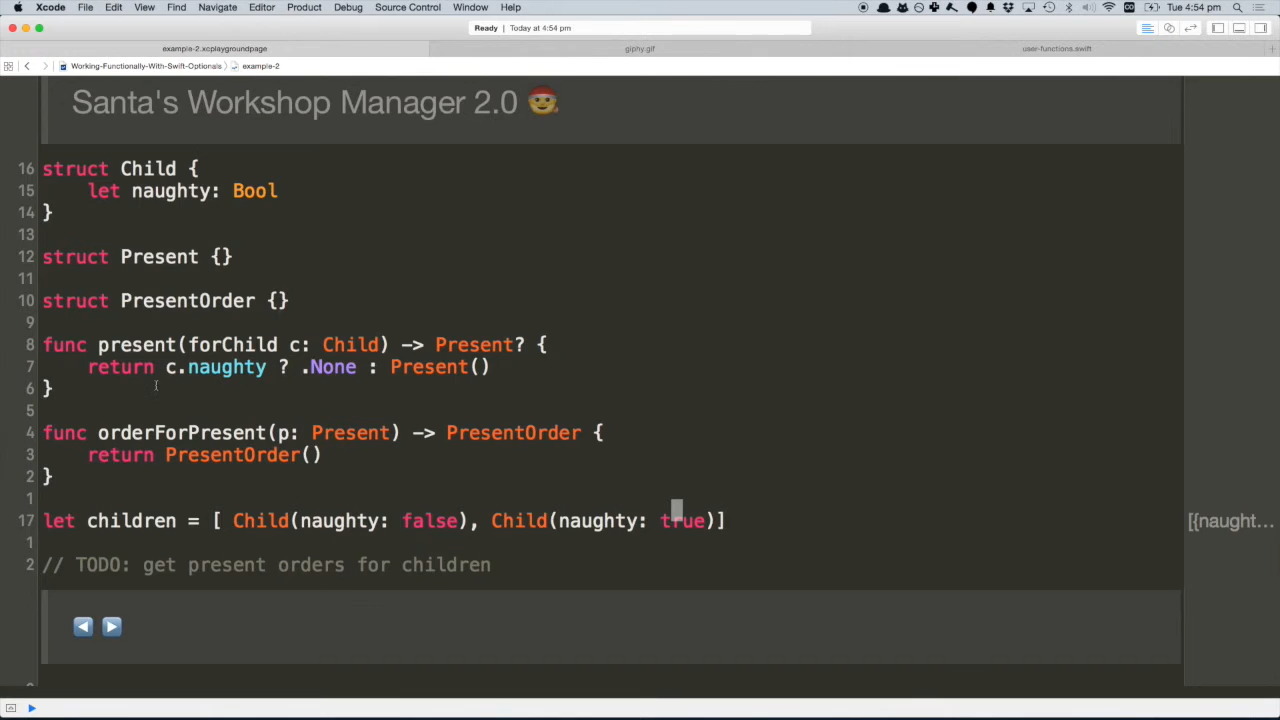 Xcode File Edit View Find Navigate Editor Product Debug Source Control Window Help Tue 4:54 pm
Ready | Today at 4:54 pm
example-2.xcplaygroundpage giphy.gif user-functions.swift
Working-Functionally-With-Swift-Optionals example-2
Santa's Workshop Manager 2.0 🎅
16 struct Child {
15 let naughty: Bool
14 }
13
12 struct Present {}
11
10 struct PresentOrder {}
9
8 func present(forChild c: Child) -> Present? {
7 return c.naughty ? .None : Present()
6 }
5
4 func orderForPresent(p: Present) -> PresentOrder {
3 return PresentOrder()
2 }
1
17 let children = [ Child(naughty: false), Child(naughty: true)] [{naught...
1
2 // TODO: get present orders for children